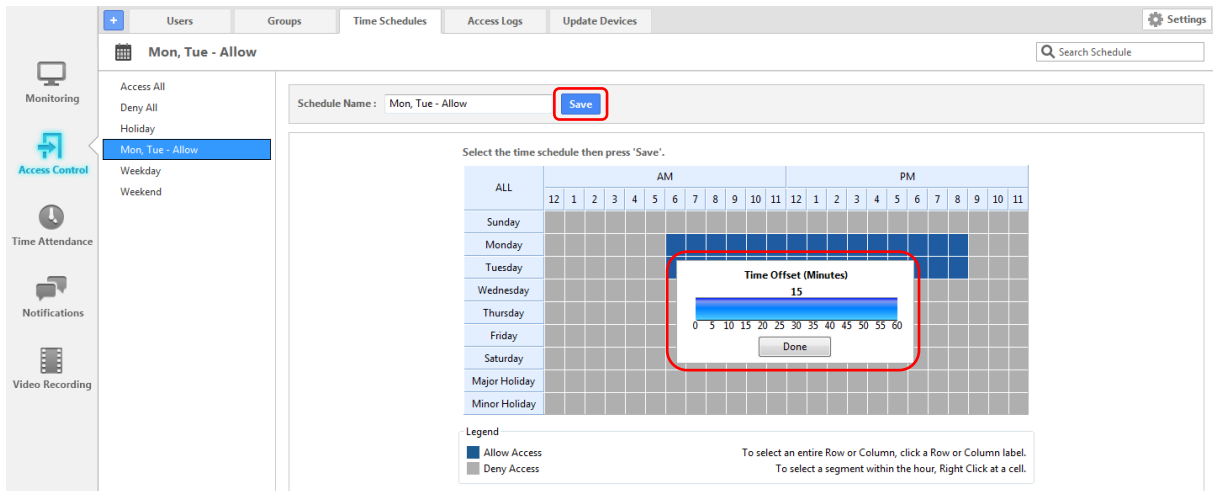 + Users Groups Time Schedules Access Logs Update Devices Settings
Mon, Tue - Allow Search Schedule
Monitoring
Access Control
Time Attendance
Notifications
Video Recording
Access All
Deny All
Holiday
Mon, Tue - Allow
Weekday
Weekend
Schedule Name : Mon, Tue - Allow Save
Select the time schedule then press 'Save'.
ALL AM PM
12 1 2 3 4 5 6 7 8 9 10 11 12 1 2 3 4 5 6 7 8 9 10 11
Sunday
Monday
Tuesday
Wednesday
Thursday
Friday
Saturday
Major Holiday
Minor Holiday
Time Offset (Minutes)
15
0 5 10 15 20 25 30 35 40 45 50 55 60
Done
Legend
Allow Access
Deny Access
To select an entire Row or Column, click a Row or Column label.
To select a segment within the hour, Right Click at a cell.